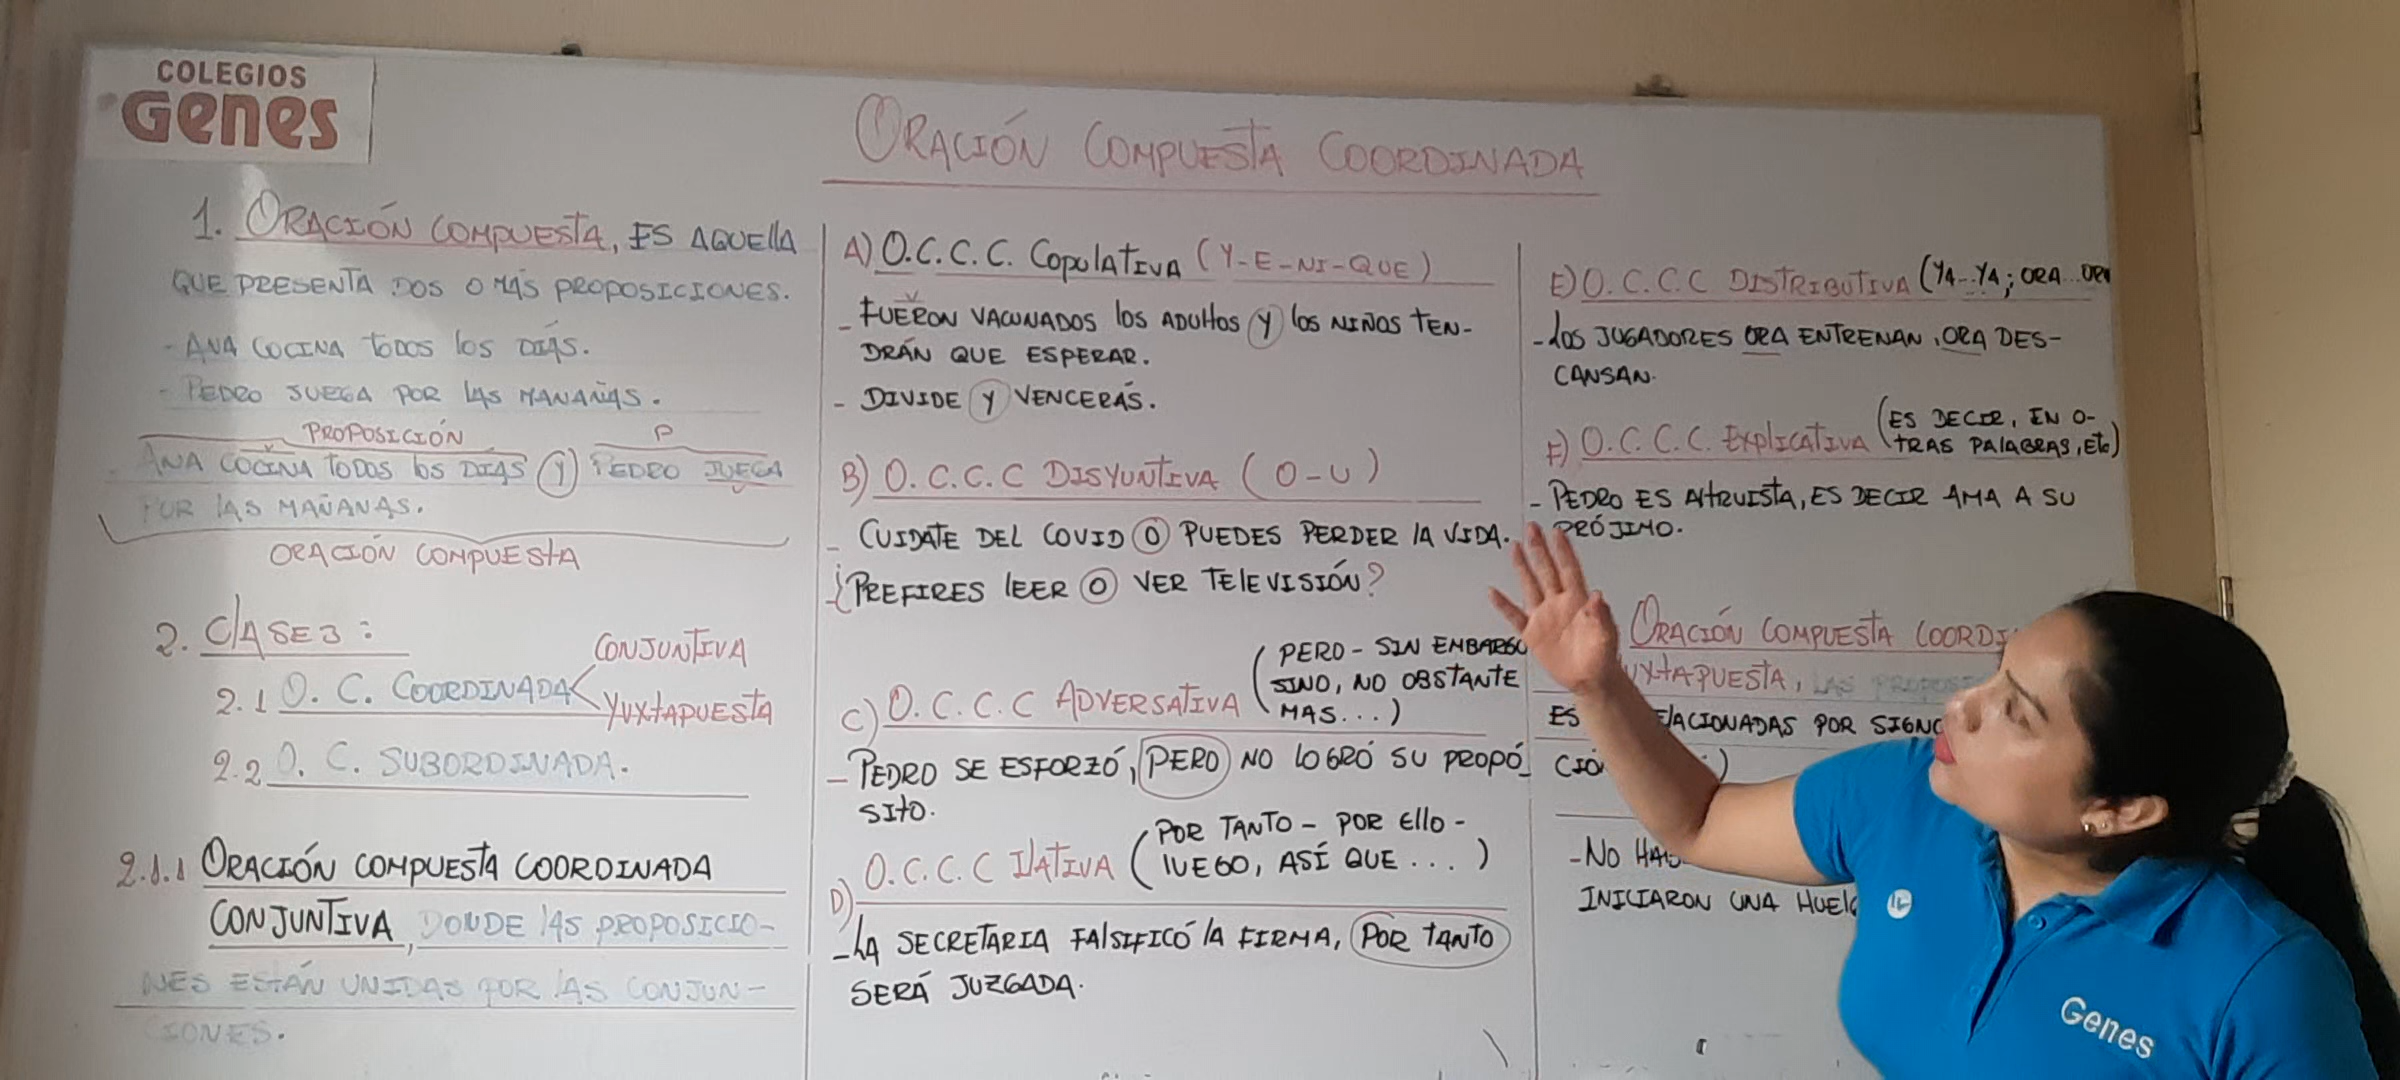 COLEGIOS
Genes
ORACIÓN COMPUESTA COORDINADA
1. ORACIÓN COMPUESTA, ES AQUELLA
QUE PRESENTA DOS O MÁS PROPOSICIONES.
- ANA COCINA TODOS LOS DÍAS.
- PEDRO JUEGA POR LAS MAÑANAS.
PROPOSICIÓN P
- ANA COCINA TODOS LOS DÍAS Y PEDRO JUEGA
POR LAS MAÑANAS.
ORACIÓN COMPUESTA
2. CLASES:
CONJUNTIVA
2.1 O. C. COORDINADA
YUXTAPUESTA
2.2 O. C. SUBORDINADA.
2.1.1 ORACIÓN COMPUESTA COORDINADA
CONJUNTIVA, DONDE LAS PROPOSICIO-
NES ESTÁN UNIDAS POR LAS CONJUN-
CIONES.
A) O.C.C.C. COPULATIVA (Y-E-NI-QUE)
- FUERON VACUNADOS LOS ADULTOS Y LOS NIÑOS TEN-
DRÁN QUE ESPERAR.
- DIVIDE Y VENCERÁS.
B) O.C.C.C DISYUNTIVA (O-U)
- CUIDATE DEL COVID O PUEDES PERDER LA VIDA.
- ¿PREFIRES LEER O VER TELEVISIÓN?
C) O.C.C.C ADVERSATIVA (PERO - SIN EMBARGO
SINO, NO OBSTANTE
MAS...)
- PEDRO SE ESFORZÓ, PERO NO LOGRÓ SU PROPÓ-
SITO.
D) O.C.C.C ILATIVA (POR TANTO - POR ELLO -
LUEGO, ASÍ QUE ...)
- LA SECRETARIA FALSIFICÓ LA FIRMA, POR TANTO
SERÁ JUZGADA.
E) O.C.C.C DISTRIBUTIVA (YA...YA; ORA...ORA
- LOS JUGADORES ORA ENTRENAN, ORA DES-
CANSAN.
F) O.C.C.C. EXPLICATIVA (ES DECIR, EN O-
TRAS PALABRAS, ETC)
- PEDRO ES ALTRUISTA, ES DECIR AMA A SU
PRÓJIMO.
ORACIÓN COMPUESTA COORDI
UXTAPUESTA, LAS
ES LACIONADAS POR SIGNO
CIÓ )
- NO HA
INICIARON UNA HUELG
Genes